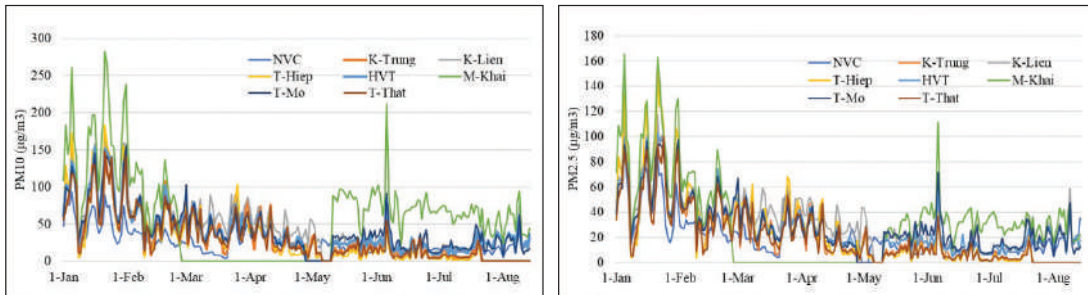 PM10 (µg/m3)
300
250
200
150
100
50
0
NVC K-Trung K-Lien
T-Hiep HVT M-Khai
T-Mo T-That
1-Jan 1-Feb 1-Mar 1-Apr 1-May 1-Jun 1-Jul 1-Aug
PM2.5 (µg/m3)
180
160
140
120
100
80
60
40
20
0
NVC K-Trung K-Lien
T-Hiep HVT M-Khai
T-Mo T-That
1-Jan 1-Feb 1-Mar 1-Apr 1-May 1-Jun 1-Jul 1-Aug